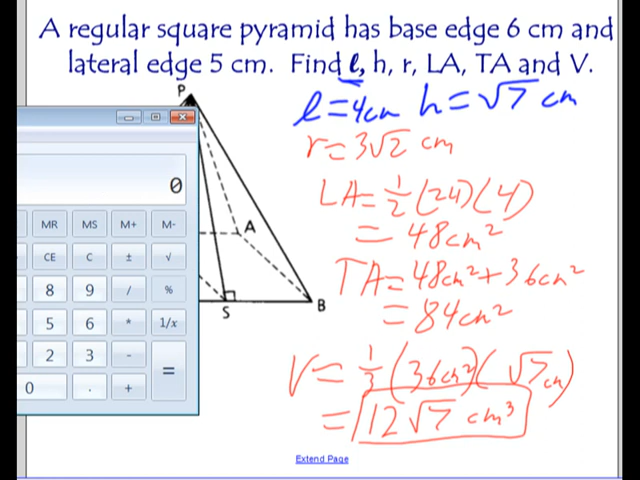 A regular square pyramid has base edge 6 cm and
lateral edge 5 cm. Find l, h, r, LA, TA and V.
P
l = 4cm h = √7 cm
r = 3√2 cm
LA = 1/2 (24)(4)
= 48cm²
TA = 48cm² + 36cm²
= 84cm²
V = 1/3 (36cm²)(√7cm)
= 12√7 cm³
A
S
B
0
MR MS M+ M-
CE C ± √
8 9 / %
5 6 * 1/x
2 3 - =
0 . +
Extend Page